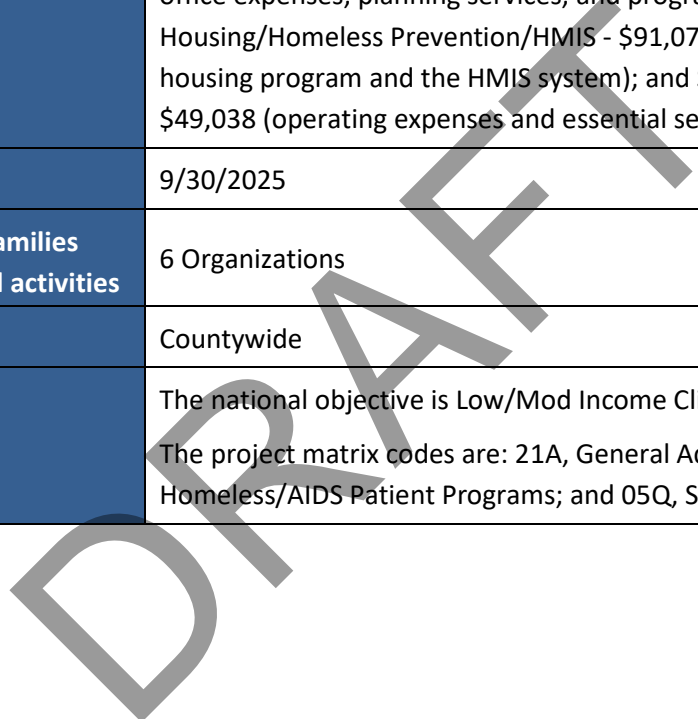 office expenses, planning services, and progra
Housing/Homeless Prevention/HMIS - $91,07
housing program and the HMIS system); and
$49,038 (operating expenses and essential se
9/30/2025
amilies
activities
6 Organizations
Countywide
The national objective is Low/Mod Income Cl
The project matrix codes are: 21A, General Ad
Homeless/AIDS Patient Programs; and 05Q, S
DRAFT